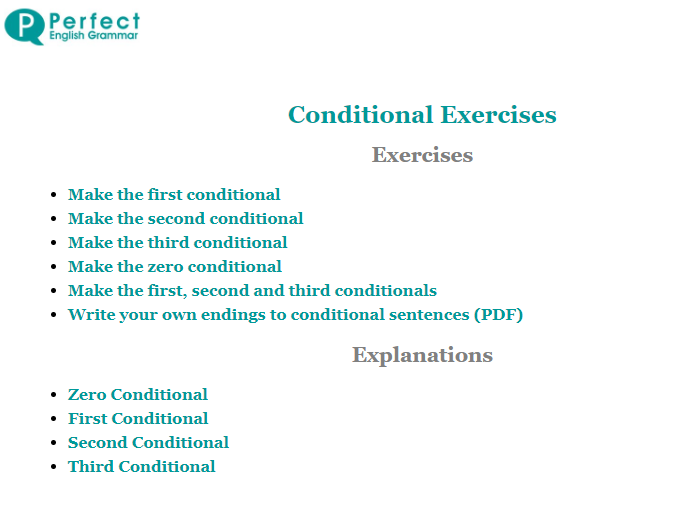 Perfect
English Grammar
Conditional Exercises
Exercises
Make the first conditional
Make the second conditional
Make the third conditional
Make the zero conditional
Make the first, second and third conditionals
Write your own endings to conditional sentences (PDF)
Explanations
Zero Conditional
First Conditional
Second Conditional
Third Conditional